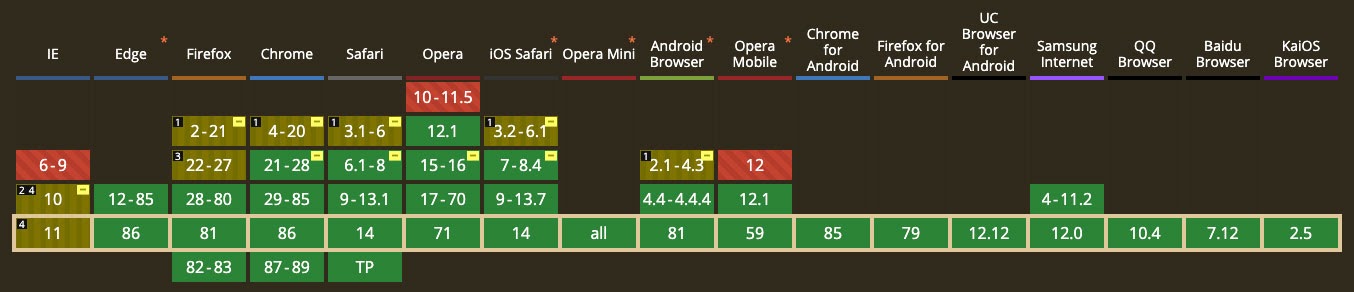 IE Edge * Firefox Chrome Safari Opera iOS Safari * Opera Mini * Android Browser * Opera Mobile * Chrome for Android Firefox for Android UC Browser for Android Samsung Internet QQ Browser Baidu Browser KaiOS Browser
10-11.5
1 2-21 - 1 4-20 - 1 3.1-6 - 12.1 1 3.2-6.1 -
6-9 3 22-27 21-28 - 6.1-8 - 15-16 - 7-8.4 - 1 2.1-4.3 - 12
2 4 10 - 12-85 28-80 29-85 9-13.1 17-70 9-13.7 4.4-4.4.4 12.1 4-11.2
4 11 86 81 86 14 71 14 all 81 59 85 79 12.12 12.0 10.4 7.12 2.5
82-83 87-89 TP